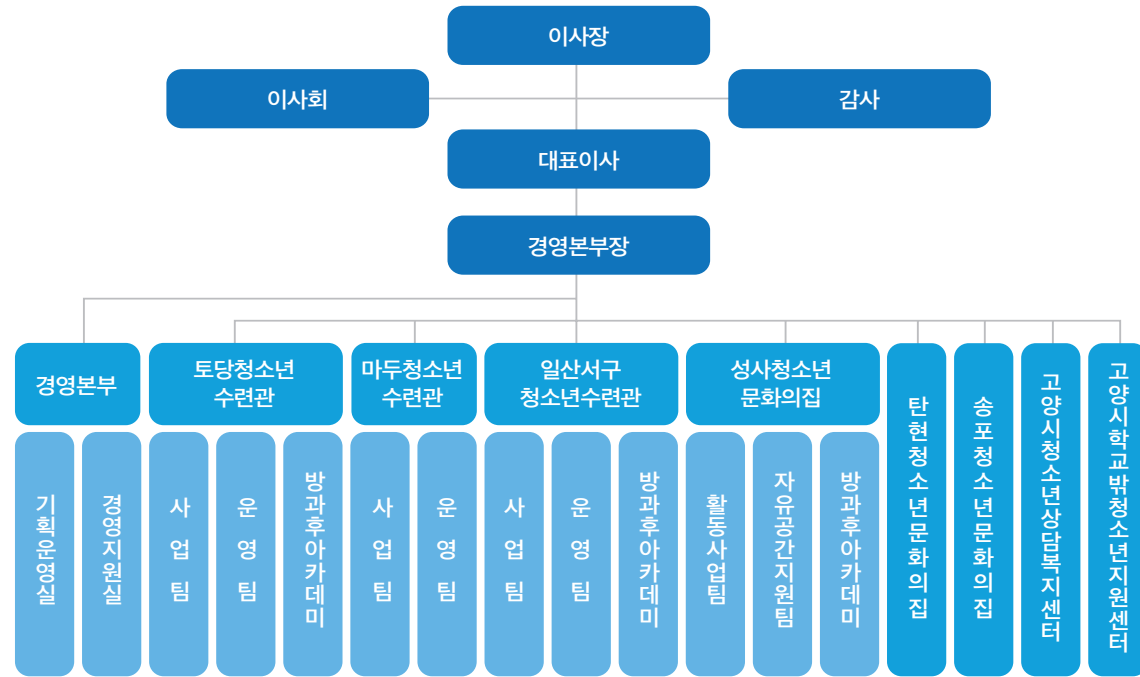 이사장
이사회
감사
대표이사
경영본부장
경영본부
토당청소년
수련관
마두청소년
수련관
일산서구
청소년수련관
성사청소년
문화의집
탄현청소년문화의집
송포청소년문화의집
고양시청소년상담복지센터
고양시학교밖청소년지원센터
기획운영실
경영지원실
사업팀
운영팀
방과후아카데미
사업팀
운영팀
사업팀
운영팀
방과후아카데미
활동사업팀
자유공간지원팀
방과후아카데미